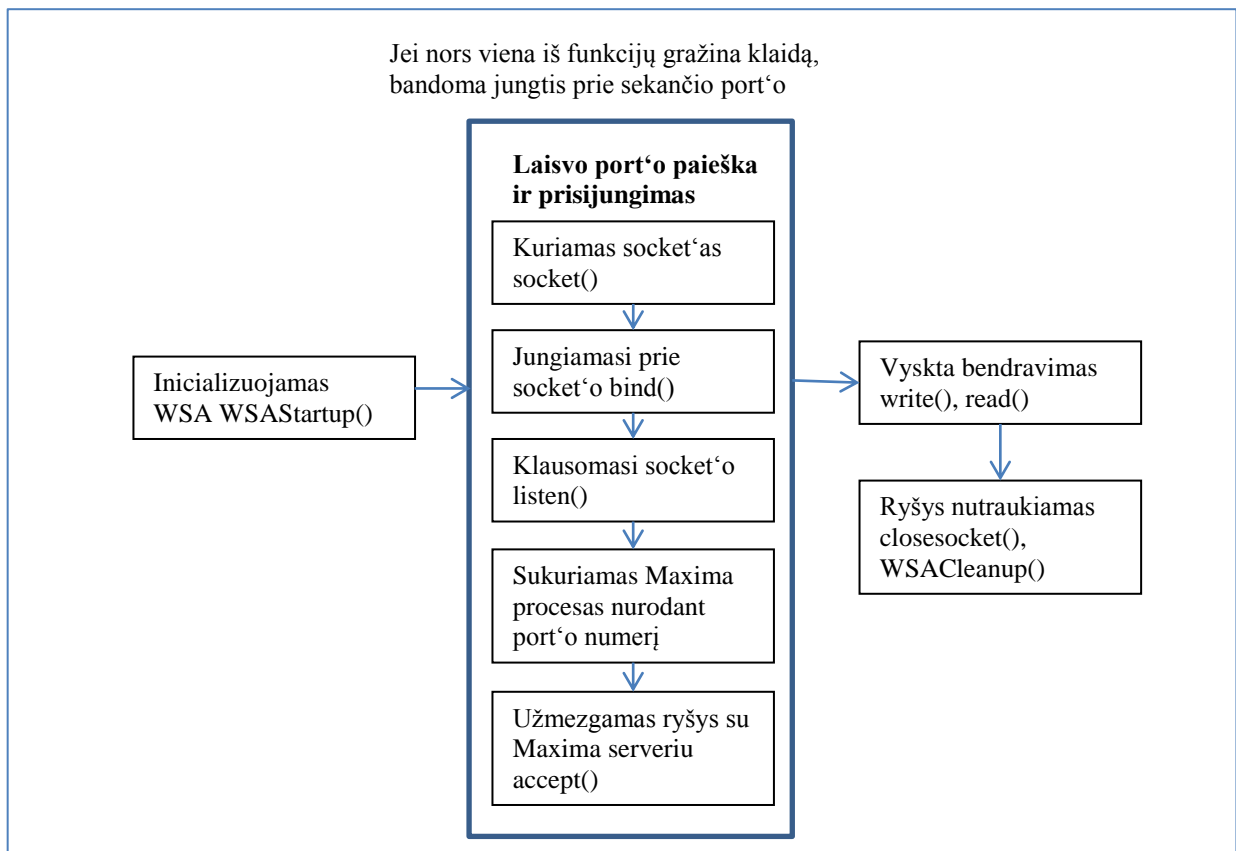 Jei nors viena iš funkcijų gražina klaidą,
bandoma jungtis prie sekančio port‘o
Laisvo port‘o paieška
ir prisijungimas
Kuriamas socket‘as
socket()
Jungiamasi prie
socket‘o bind()
Klausomasi socket‘o
listen()
Sukuriamas Maxima
procesas nurodant
port‘o numerį
Užmezgamas ryšys su
Maxima serveriu
accept()
Inicializuojamas
WSA WSAStartup()
Vyskta bendravimas
write(), read()
Ryšys nutraukiamas
closesocket(),
WSACleanup()